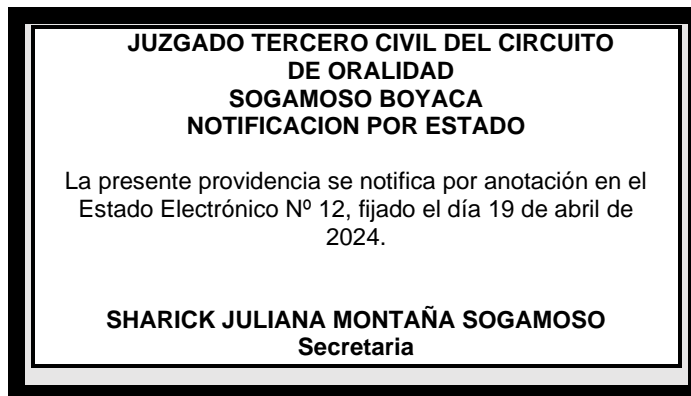 JUZGADO TERCERO CIVIL DEL CIRCUITO
DE ORALIDAD
SOGAMOSO BOYACA
NOTIFICACION POR ESTADO
La presente providencia se notifica por anotación en el
Estado Electrónico Nº 12, fijado el día 19 de abril de
2024.
SHARICK JULIANA MONTAÑA SOGAMOSO
Secretaria